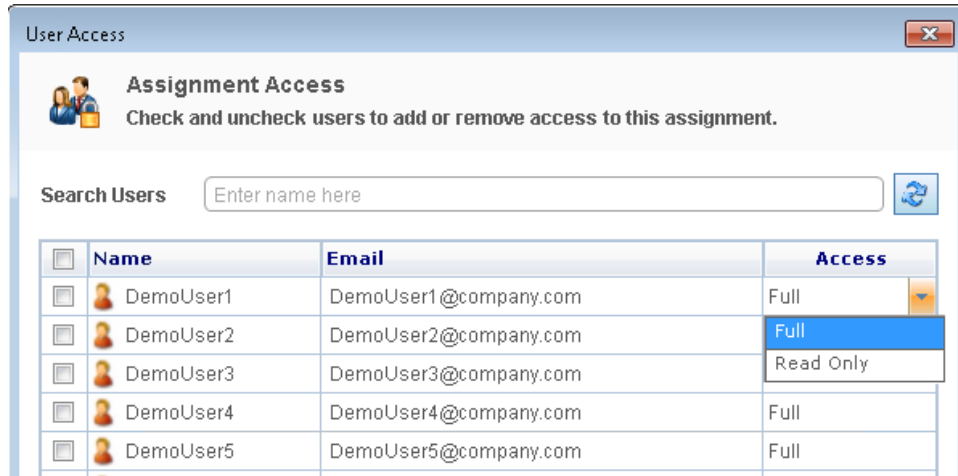 User Access
Assignment Access
Check and uncheck users to add or remove access to this assignment.
Search Users Enter name here
Name Email Access
DemoUser1 DemoUser1@company.com Full
DemoUser2 DemoUser2@company.com Full
DemoUser3 DemoUser3@company.com Read Only
DemoUser4 DemoUser4@company.com Full
DemoUser5 DemoUser5@company.com Full